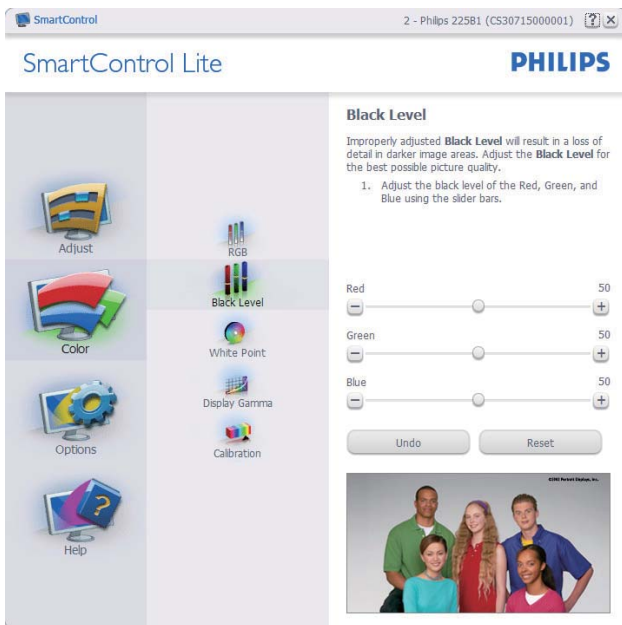 SmartControl
2 - Philips 225B1 (CS30715000001)
SmartControl Lite
PHILIPS
Adjust
Color
Options
Help
RGB
Black Level
White Point
Display Gamma
Calibration
Black Level
Improperly adjusted Black Level will result in a loss of
detail in darker image areas. Adjust the Black Level for
the best possible picture quality.
1. Adjust the black level of the Red, Green, and
Blue using the slider bars.
Red 50
Green 50
Blue 50
Undo Reset
Portrait Displays, Inc.